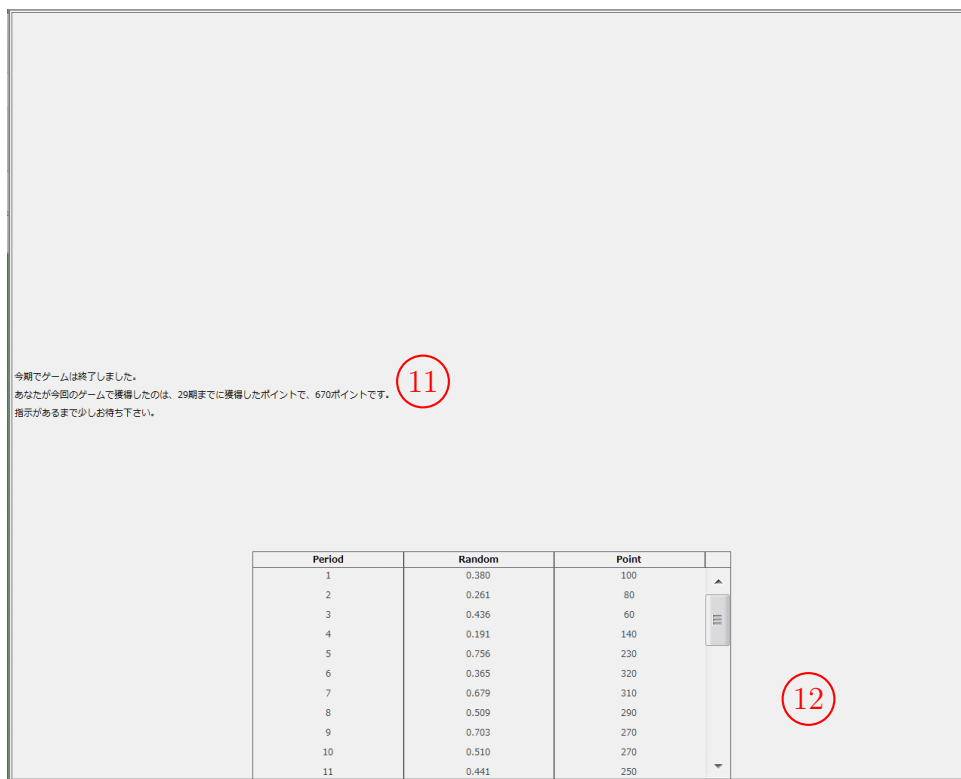 今期でゲームは終了しました。
あなたが今回のゲームで獲得したのは、29期までに獲得したポイントで、670ポイントです。
指示があるまで少しお待ち下さい。
11
Period Random Point
1 0.380 100
2 0.261 80
3 0.436 60
4 0.191 140
5 0.756 230
6 0.365 320
7 0.679 310
8 0.509 290
9 0.703 270
10 0.510 270
11 0.441 250
12